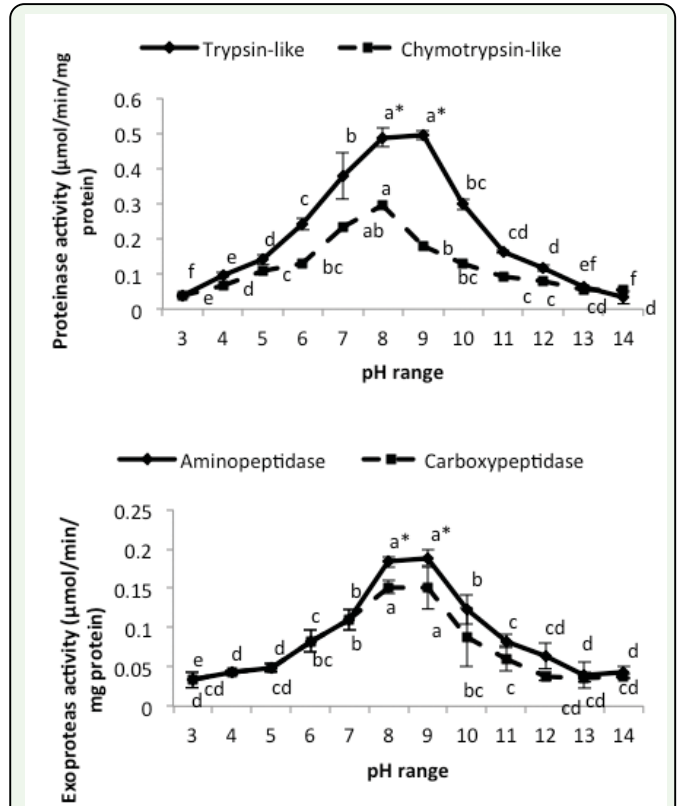 Trypsin-like Chymotrypsin-like
Proteinase activity (μmol/min/mg
protein)
0.6
0.5
0.4
0.3
0.2
0.1
0
f e d c b a* a* bc cd d ef f
e d c bc ab a b bc c c cd d
3 4 5 6 7 8 9 10 11 12 13 14
pH range
Aminopeptidase Carboxypeptidase
Exoproteas activity (μmol/min/
mg protein)
0.25
0.2
0.15
0.1
0.05
0
e d d c b a* a* b c cd d d
d cd cd bc b a a bc c cd cd cd
3 4 5 6 7 8 9 10 11 12 13 14
pH range